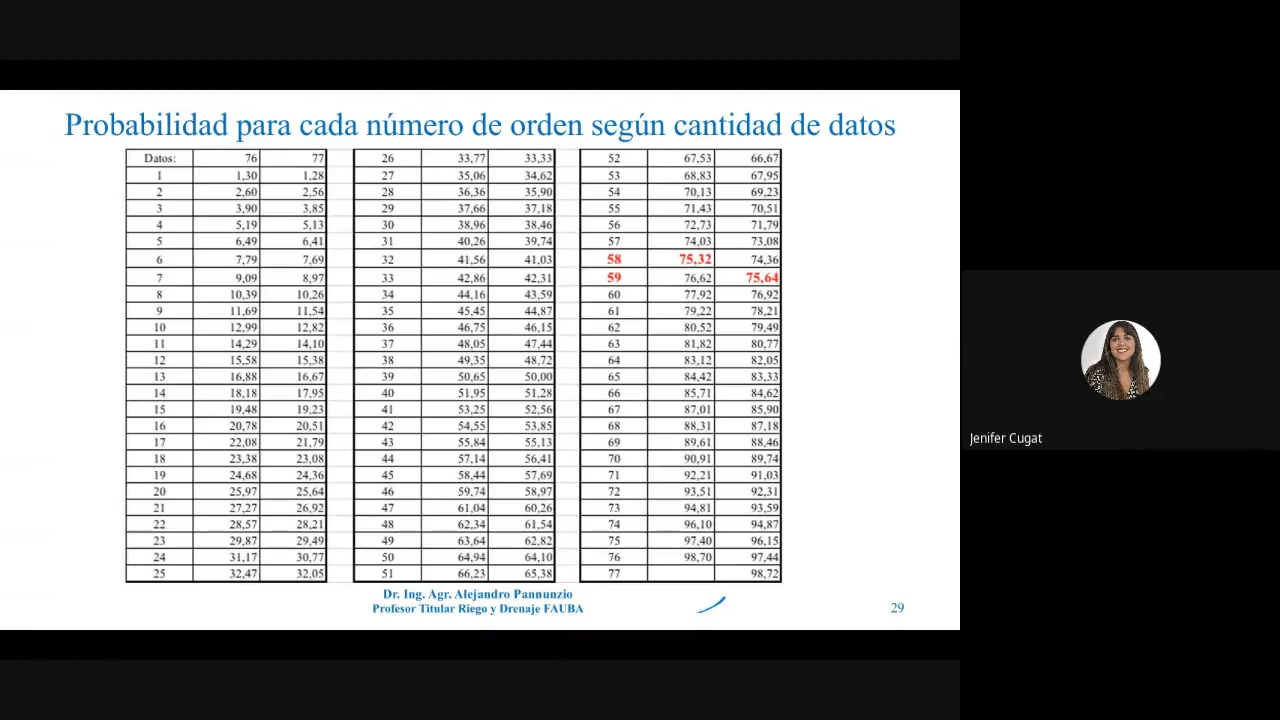 Probabilidad para cada número de orden según cantidad de datos
Datos: 76 77 26 33,77 33,33 52 67,53 66,67
1 1,30 1,28 27 35,06 34,62 53 68,83 67,95
2 2,60 2,56 28 36,36 35,90 54 70,13 69,23
3 3,90 3,85 29 37,66 37,18 55 71,43 70,51
4 5,19 5,13 30 38,96 38,46 56 72,73 71,79
5 6,49 6,41 31 40,26 39,74 57 74,03 73,08
6 7,79 7,69 32 41,56 41,03 58 75,32 74,36
7 9,09 8,97 33 42,86 42,31 59 76,62 75,64
8 10,39 10,26 34 44,16 43,59 60 77,92 76,92
9 11,69 11,54 35 45,45 44,87 61 79,22 78,21
10 12,99 12,82 36 46,75 46,15 62 80,52 79,49
11 14,29 14,10 37 48,05 47,44 63 81,82 80,77
12 15,58 15,38 38 49,35 48,72 64 83,12 82,05
13 16,88 16,67 39 50,65 50,00 65 84,42 83,33
14 18,18 17,95 40 51,95 51,28 66 85,71 84,62
15 19,48 19,23 41 53,25 52,56 67 87,01 85,90
16 20,78 20,51 42 54,55 53,85 68 88,31 87,18
17 22,08 21,79 43 55,84 55,13 69 89,61 88,46
18 23,38 23,08 44 57,14 56,41 70 90,91 89,74
19 24,68 24,36 45 58,44 57,69 71 92,21 91,03
20 25,97 25,64 46 59,74 58,97 72 93,51 92,31
21 27,27 26,92 47 61,04 60,26 73 94,81 93,59
22 28,57 28,21 48 62,34 61,54 74 96,10 94,87
23 29,87 29,49 49 63,64 62,82 75 97,40 96,15
24 31,17 30,77 50 64,94 64,10 76 98,70 97,44
25 32,47 32,05 51 66,23 65,38 77 98,72
Dr. Ing. Agr. Alejandro Pannunzio
Profesor Titular Riego y Drenaje FAUBA
29
Jenifer Cugat